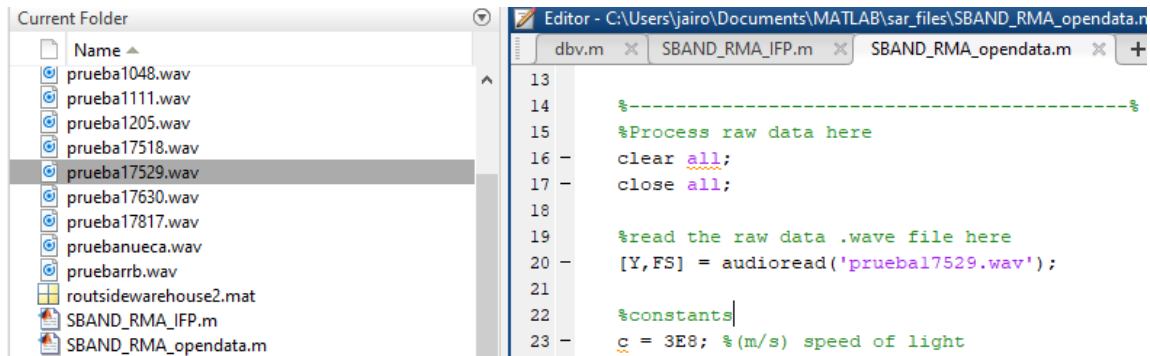 Current Folder
Name
prueba1048.wav
prueba1111.wav
prueba1205.wav
prueba17518.wav
prueba17529.wav
prueba17630.wav
prueba17817.wav
pruebanueca.wav
pruebarrb.wav
routsidewarehouse2.mat
SBAND_RMA_IFP.m
SBAND_RMA_opendata.m
Editor - C:\Users\jairo\Documents\MATLAB\sar_files\SBAND_RMA_opendata.m
dbv.m SBAND_RMA_IFP.m SBAND_RMA_opendata.m
13
14 %-------------------------------------------%
15 %Process raw data here
16 – clear all;
17 – close all;
18
19 %read the raw data .wave file here
20 – [Y,FS] = audioread('prueba17529.wav');
21
22 %constants
23 – c = 3E8; %(m/s) speed of light